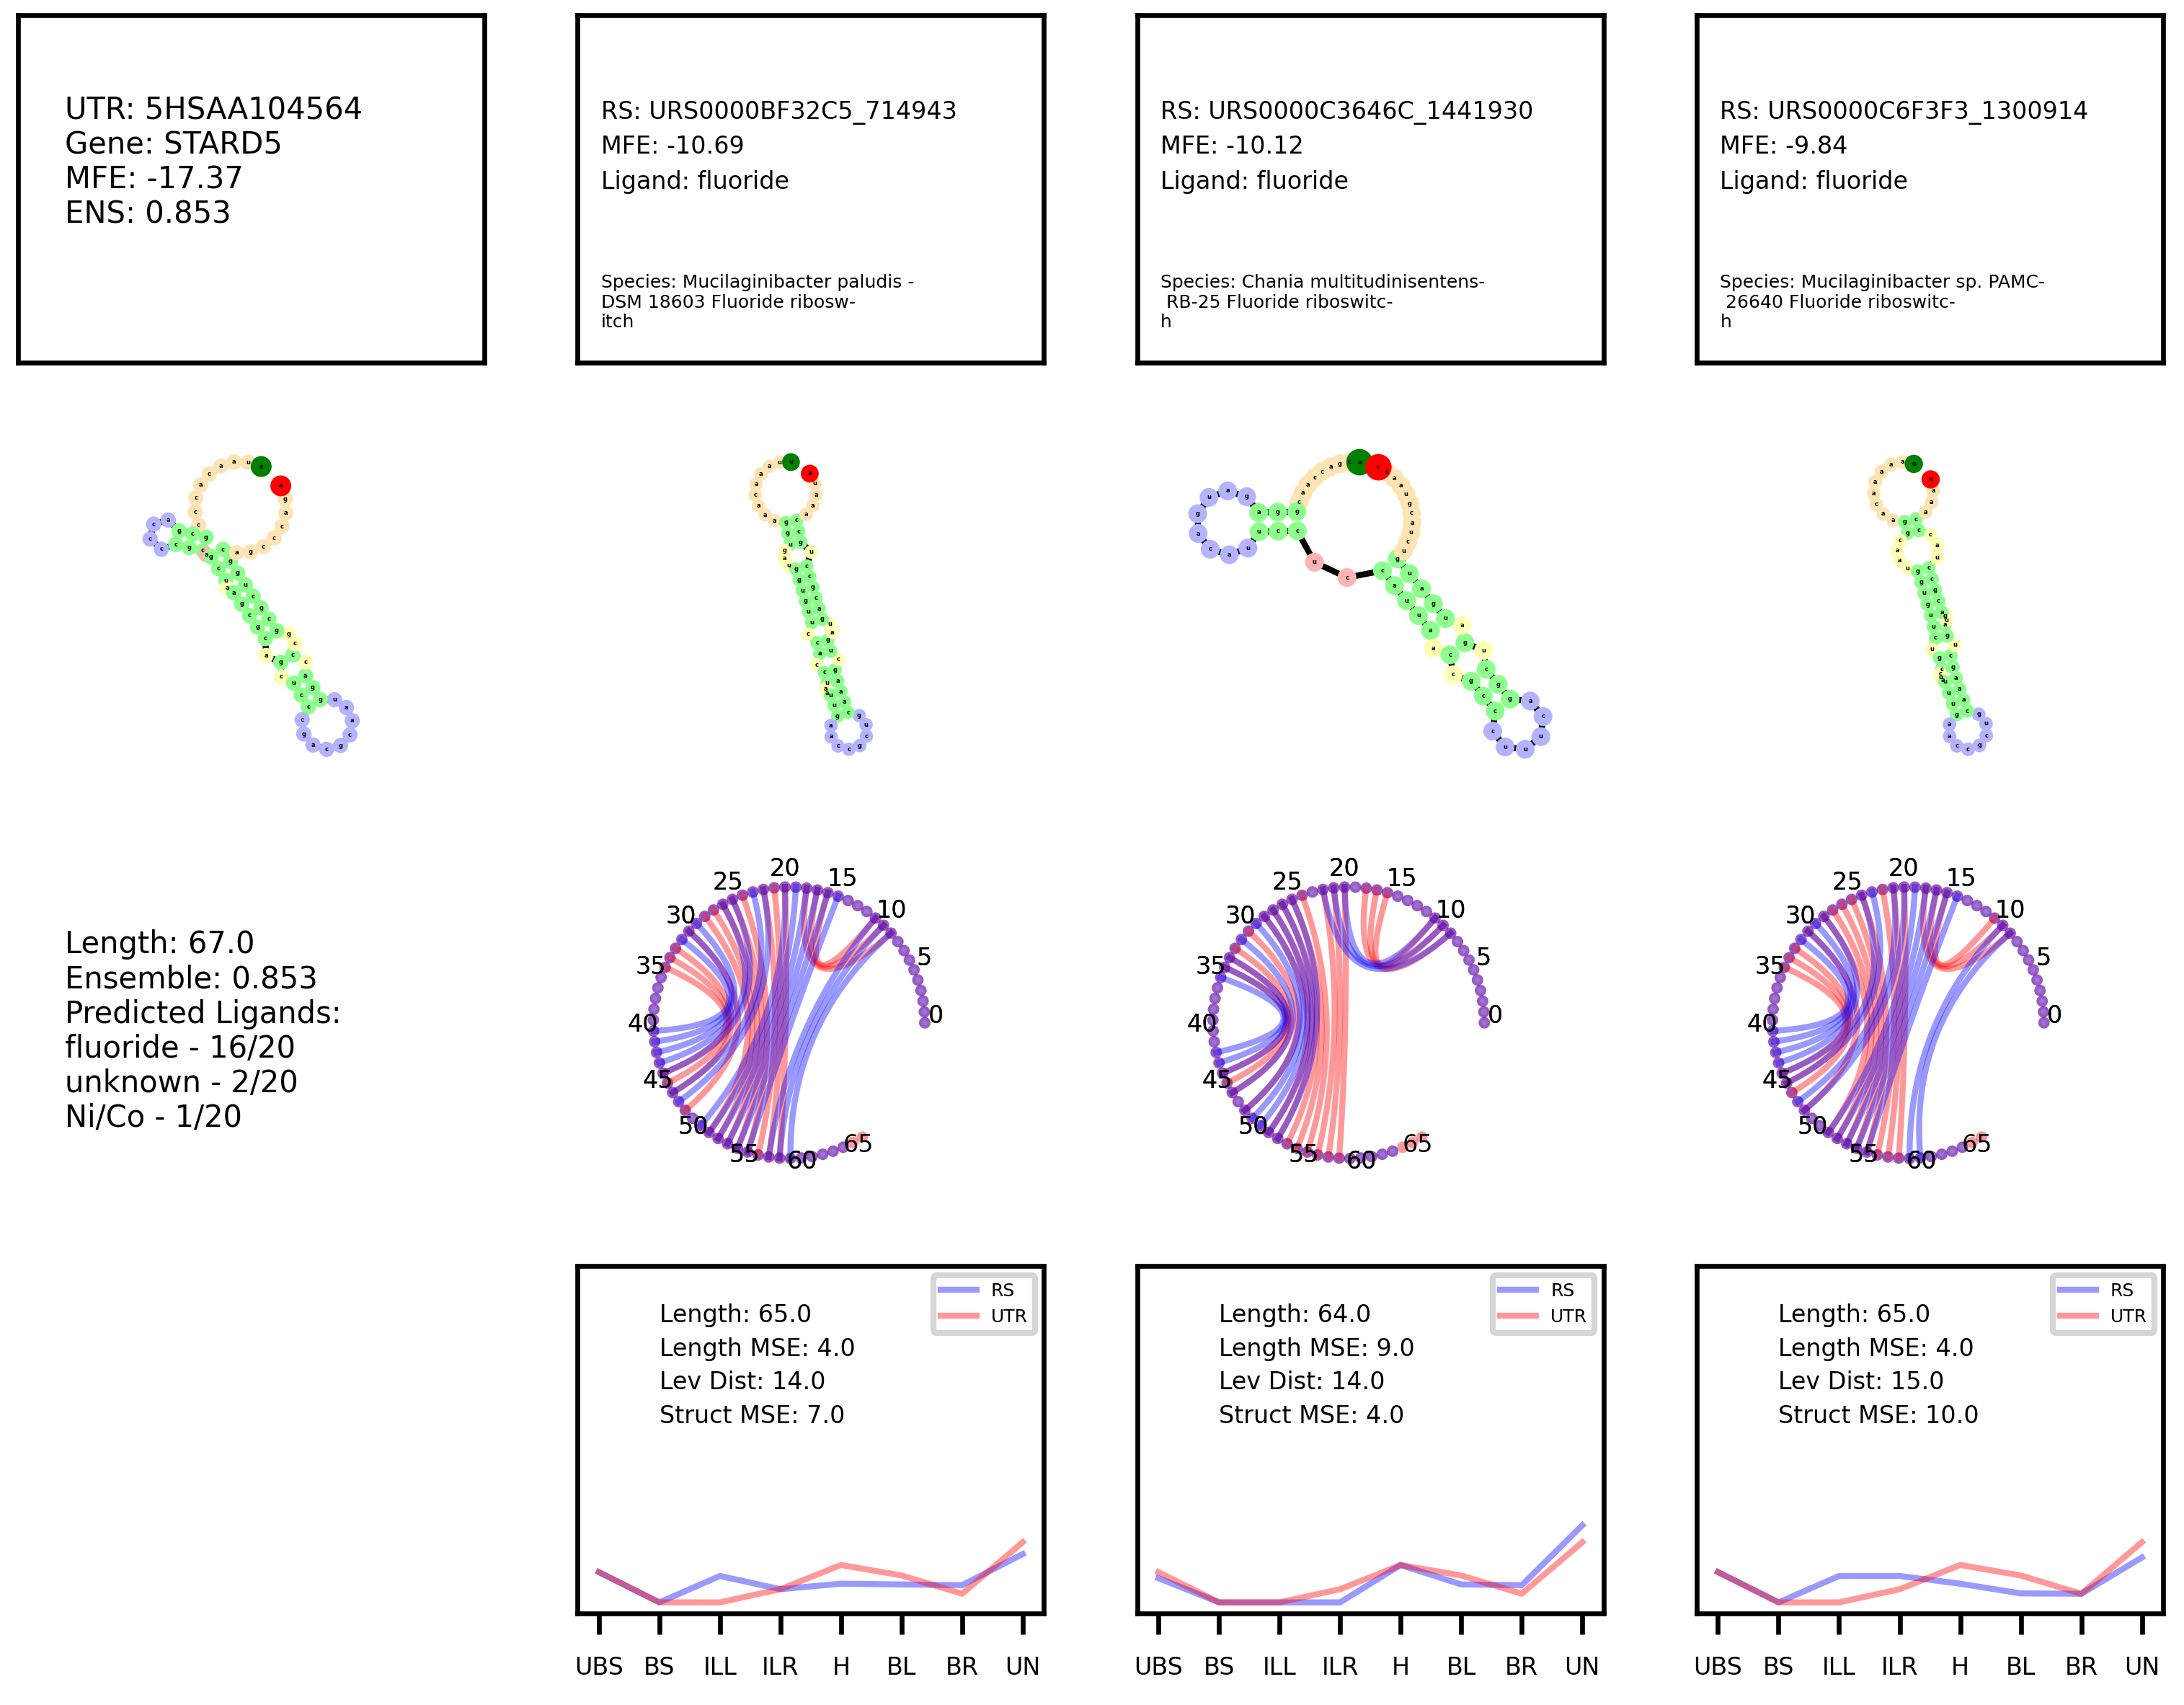 UTR: 5HSAA104564
Gene: STARD5
MFE: -17.37
ENS: 0.853
RS: URS0000BF32C5_714943
MFE: -10.69
Ligand: fluoride
Species: Mucilaginibacter paludis -
DSM 18603 Fluoride ribosw-
itch
RS: URS0000C3646C_1441930
MFE: -10.12
Ligand: fluoride
Species: Chania multitudinisentens-
RB-25 Fluoride riboswitc-
h
RS: URS0000C6F3F3_1300914
MFE: -9.84
Ligand: fluoride
Species: Mucilaginibacter sp. PAMC-
26640 Fluoride riboswitc-
h
Length: 67.0
Ensemble: 0.853
Predicted Ligands:
fluoride - 16/20
unknown - 2/20
Ni/Co - 1/20
0
5
10
15
20
25
30
35
40
45
50
55
60
65
0
5
10
15
20
25
30
35
40
45
50
55
60
65
0
5
10
15
20
25
30
35
40
45
50
55
60
65
RS
UTR
Length: 65.0
Length MSE: 4.0
Lev Dist: 14.0
Struct MSE: 7.0
UBS BS ILL ILR H BL BR UN
RS
UTR
Length: 64.0
Length MSE: 9.0
Lev Dist: 14.0
Struct MSE: 4.0
UBS BS ILL ILR H BL BR UN
RS
UTR
Length: 65.0
Length MSE: 4.0
Lev Dist: 15.0
Struct MSE: 10.0
UBS BS ILL ILR H BL BR UN